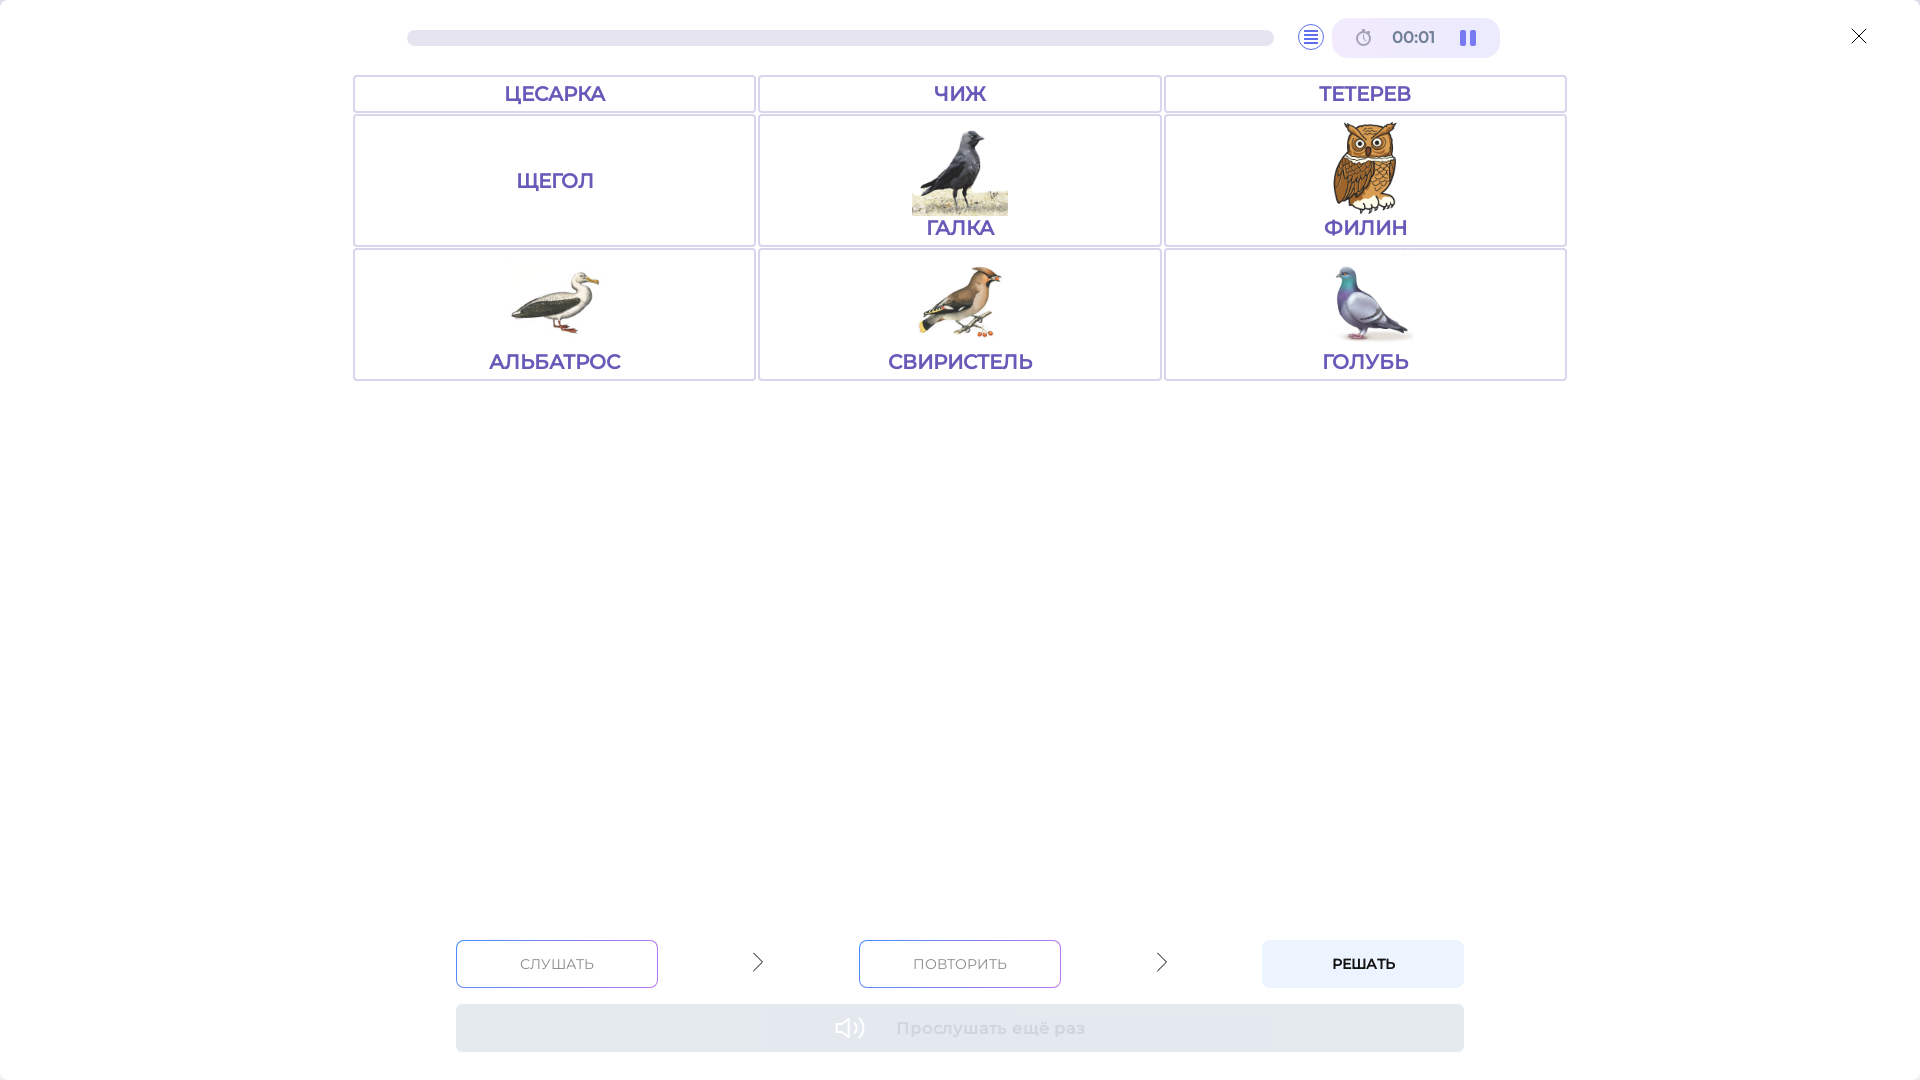 00:01
ЦЕСАРКА
ЧИЖ
ТЕТЕРЕВ
ЩЕГОЛ
ГАЛКА
ФИЛИН
АЛЬБАТРОС
СВИРИСТЕЛЬ
ГОЛУБЬ
СЛУШАТЬ
ПОВТОРИТЬ
РЕШАТЬ
Прослушать ещё раз